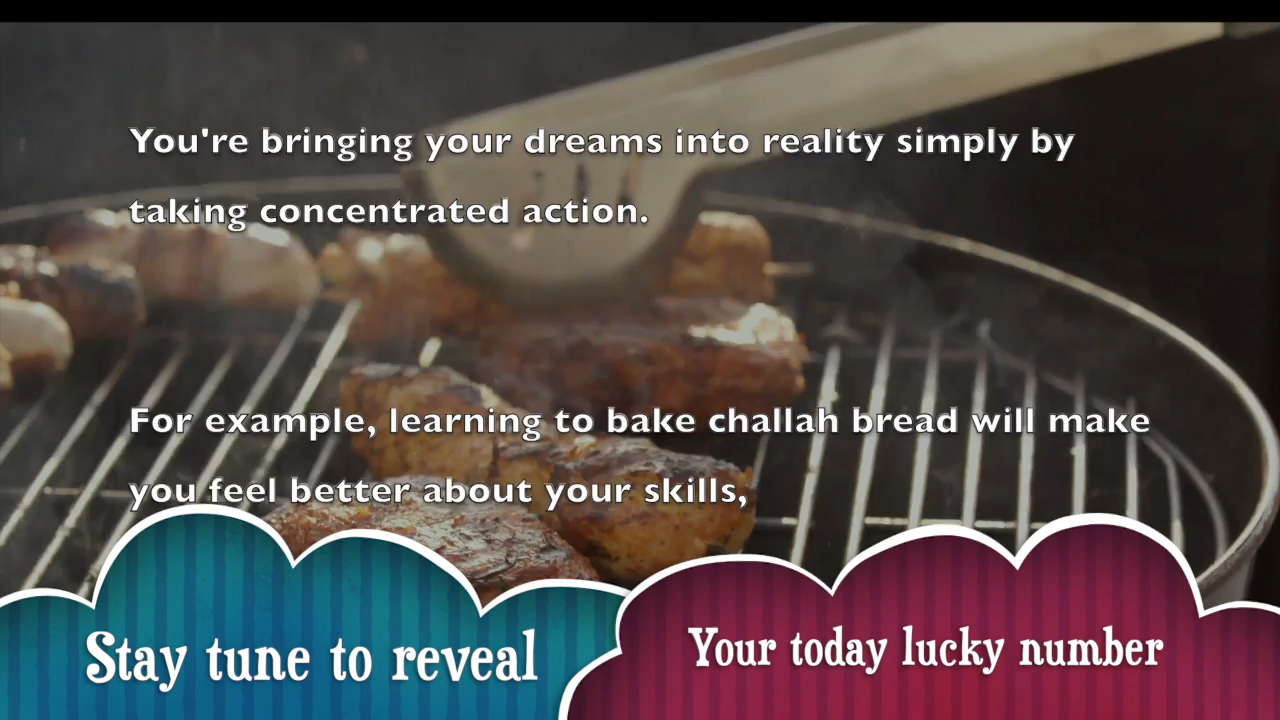 You're bringing your dreams into reality simply by
taking concentrated action.
For example, learning to bake challah bread will make
you feel better about your skills,
Stay tune to reveal
Your today lucky number